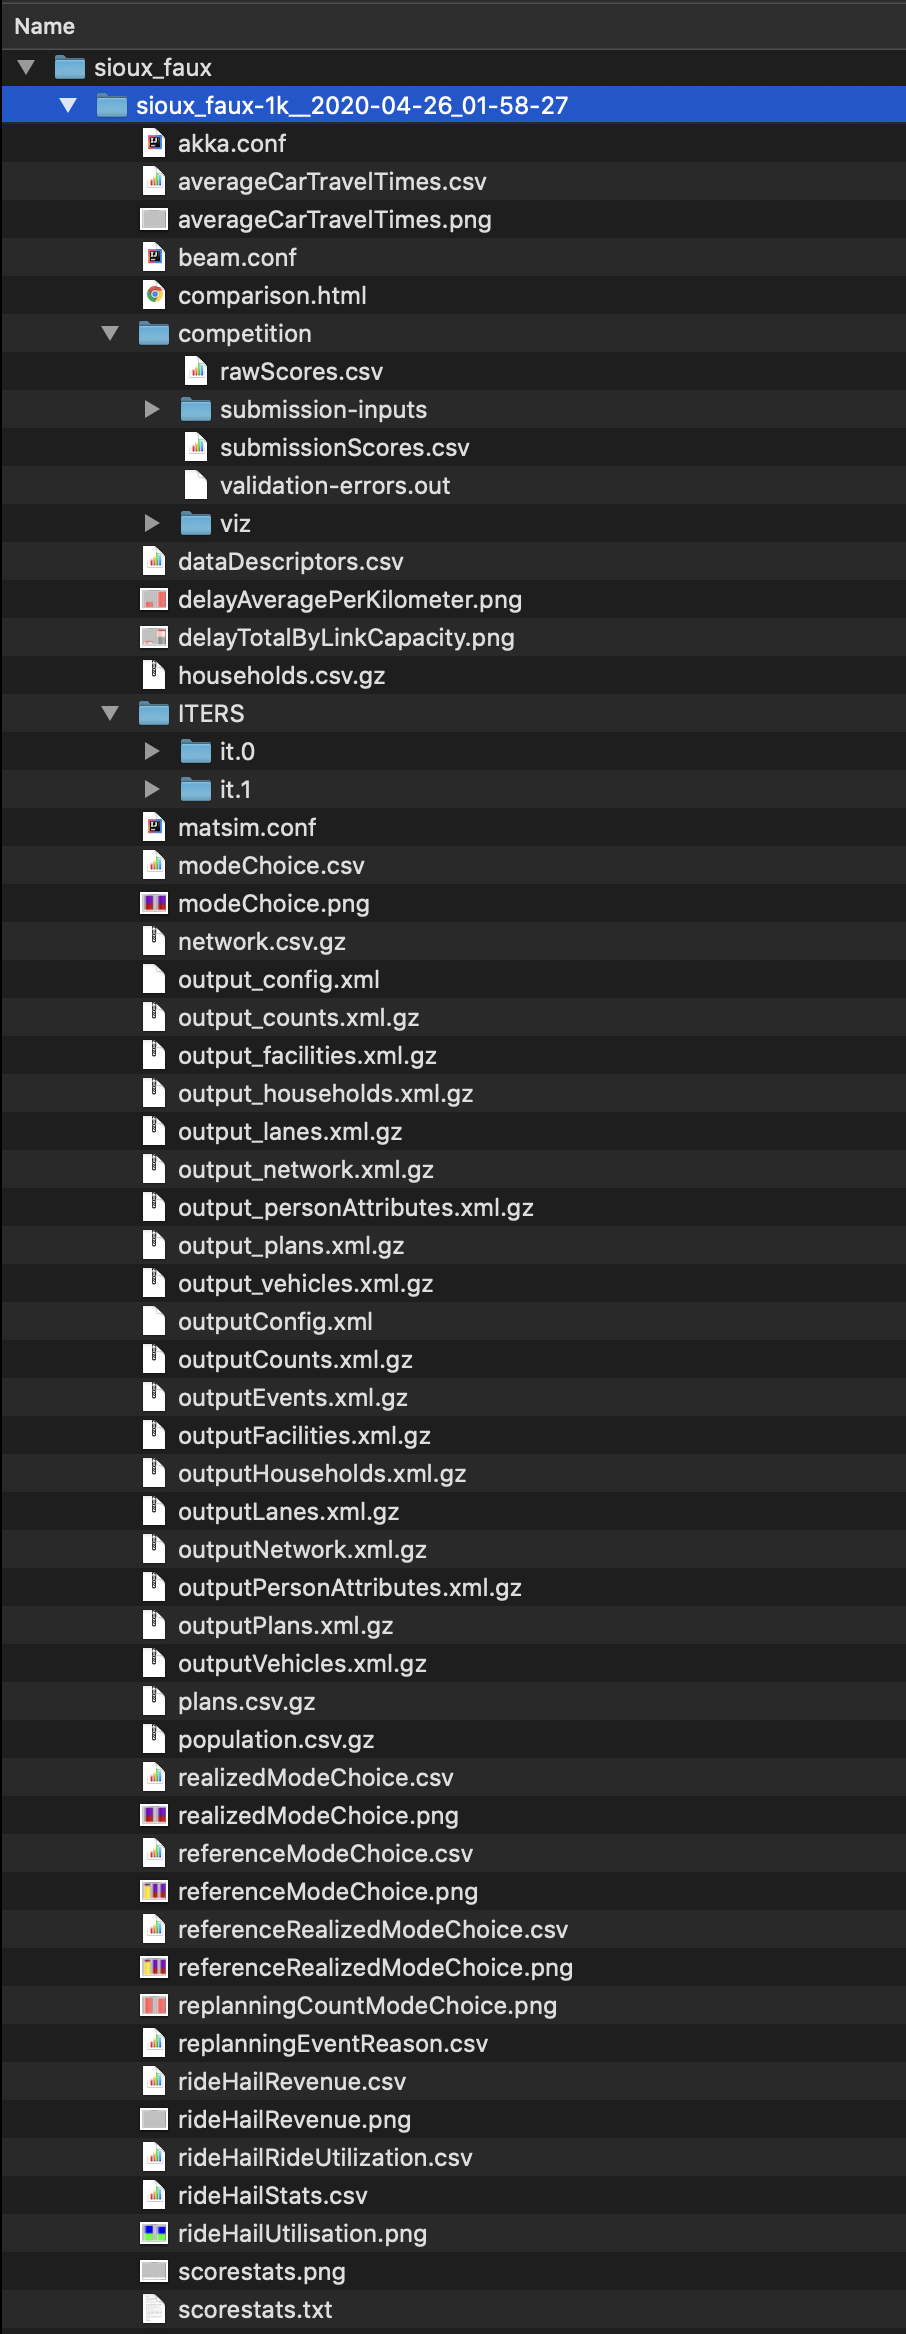 Name
sioux_faux
sioux_faux-1k__2020-04-26_01-58-27
akka.conf
averageCarTravelTimes.csv
averageCarTravelTimes.png
beam.conf
comparison.html
competition
rawScores.csv
submission-inputs
submissionScores.csv
validation-errors.out
viz
dataDescriptors.csv
delayAveragePerKilometer.png
delayTotalByLinkCapacity.png
households.csv.gz
ITERS
it.0
it.1
matsim.conf
modeChoice.csv
modeChoice.png
network.csv.gz
output_config.xml
output_counts.xml.gz
output_facilities.xml.gz
output_households.xml.gz
output_lanes.xml.gz
output_network.xml.gz
output_personAttributes.xml.gz
output_plans.xml.gz
output_vehicles.xml.gz
outputConfig.xml
outputCounts.xml.gz
outputEvents.xml.gz
outputFacilities.xml.gz
outputHouseholds.xml.gz
outputLanes.xml.gz
outputNetwork.xml.gz
outputPersonAttributes.xml.gz
outputPlans.xml.gz
outputVehicles.xml.gz
plans.csv.gz
population.csv.gz
realizedModeChoice.csv
realizedModeChoice.png
referenceModeChoice.csv
referenceModeChoice.png
referenceRealizedModeChoice.csv
referenceRealizedModeChoice.png
replanningCountModeChoice.png
replanningEventReason.csv
rideHailRevenue.csv
rideHailRevenue.png
rideHailRideUtilization.csv
rideHailStats.csv
rideHailUtilisation.png
scorestats.png
scorestats.txt